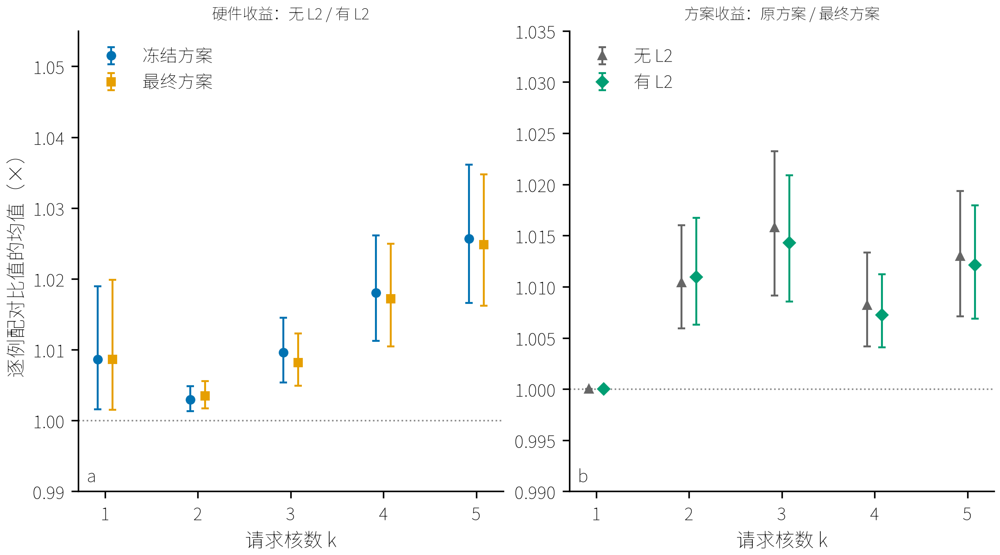 硬件收益：无 L2 / 有 L2
冻结方案
最终方案
1.05
1.04
1.03
1.02
1.01
1.00
0.99
逐例配对比值的均值（×）
a
1 2 3 4 5
请求核数 k
方案收益：原方案 / 最终方案
无 L2
有 L2
1.035
1.030
1.025
1.020
1.015
1.010
1.005
1.000
0.995
0.990
b
1 2 3 4 5
请求核数 k